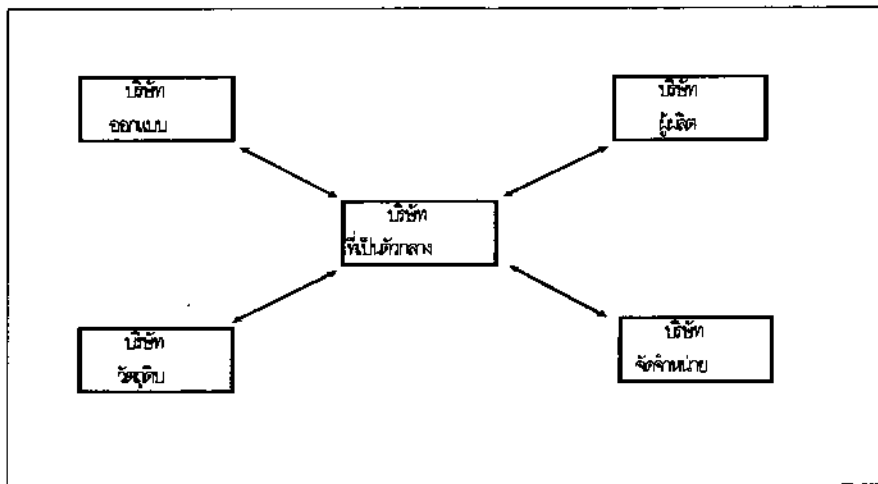 บริษัท
ออกแบบ
บริษัท
ผู้ผลิต
บริษัท
ที่เป็นตัวกลาง
บริษัท
วัตถุดิบ
บริษัท
จัดจำหน่าย